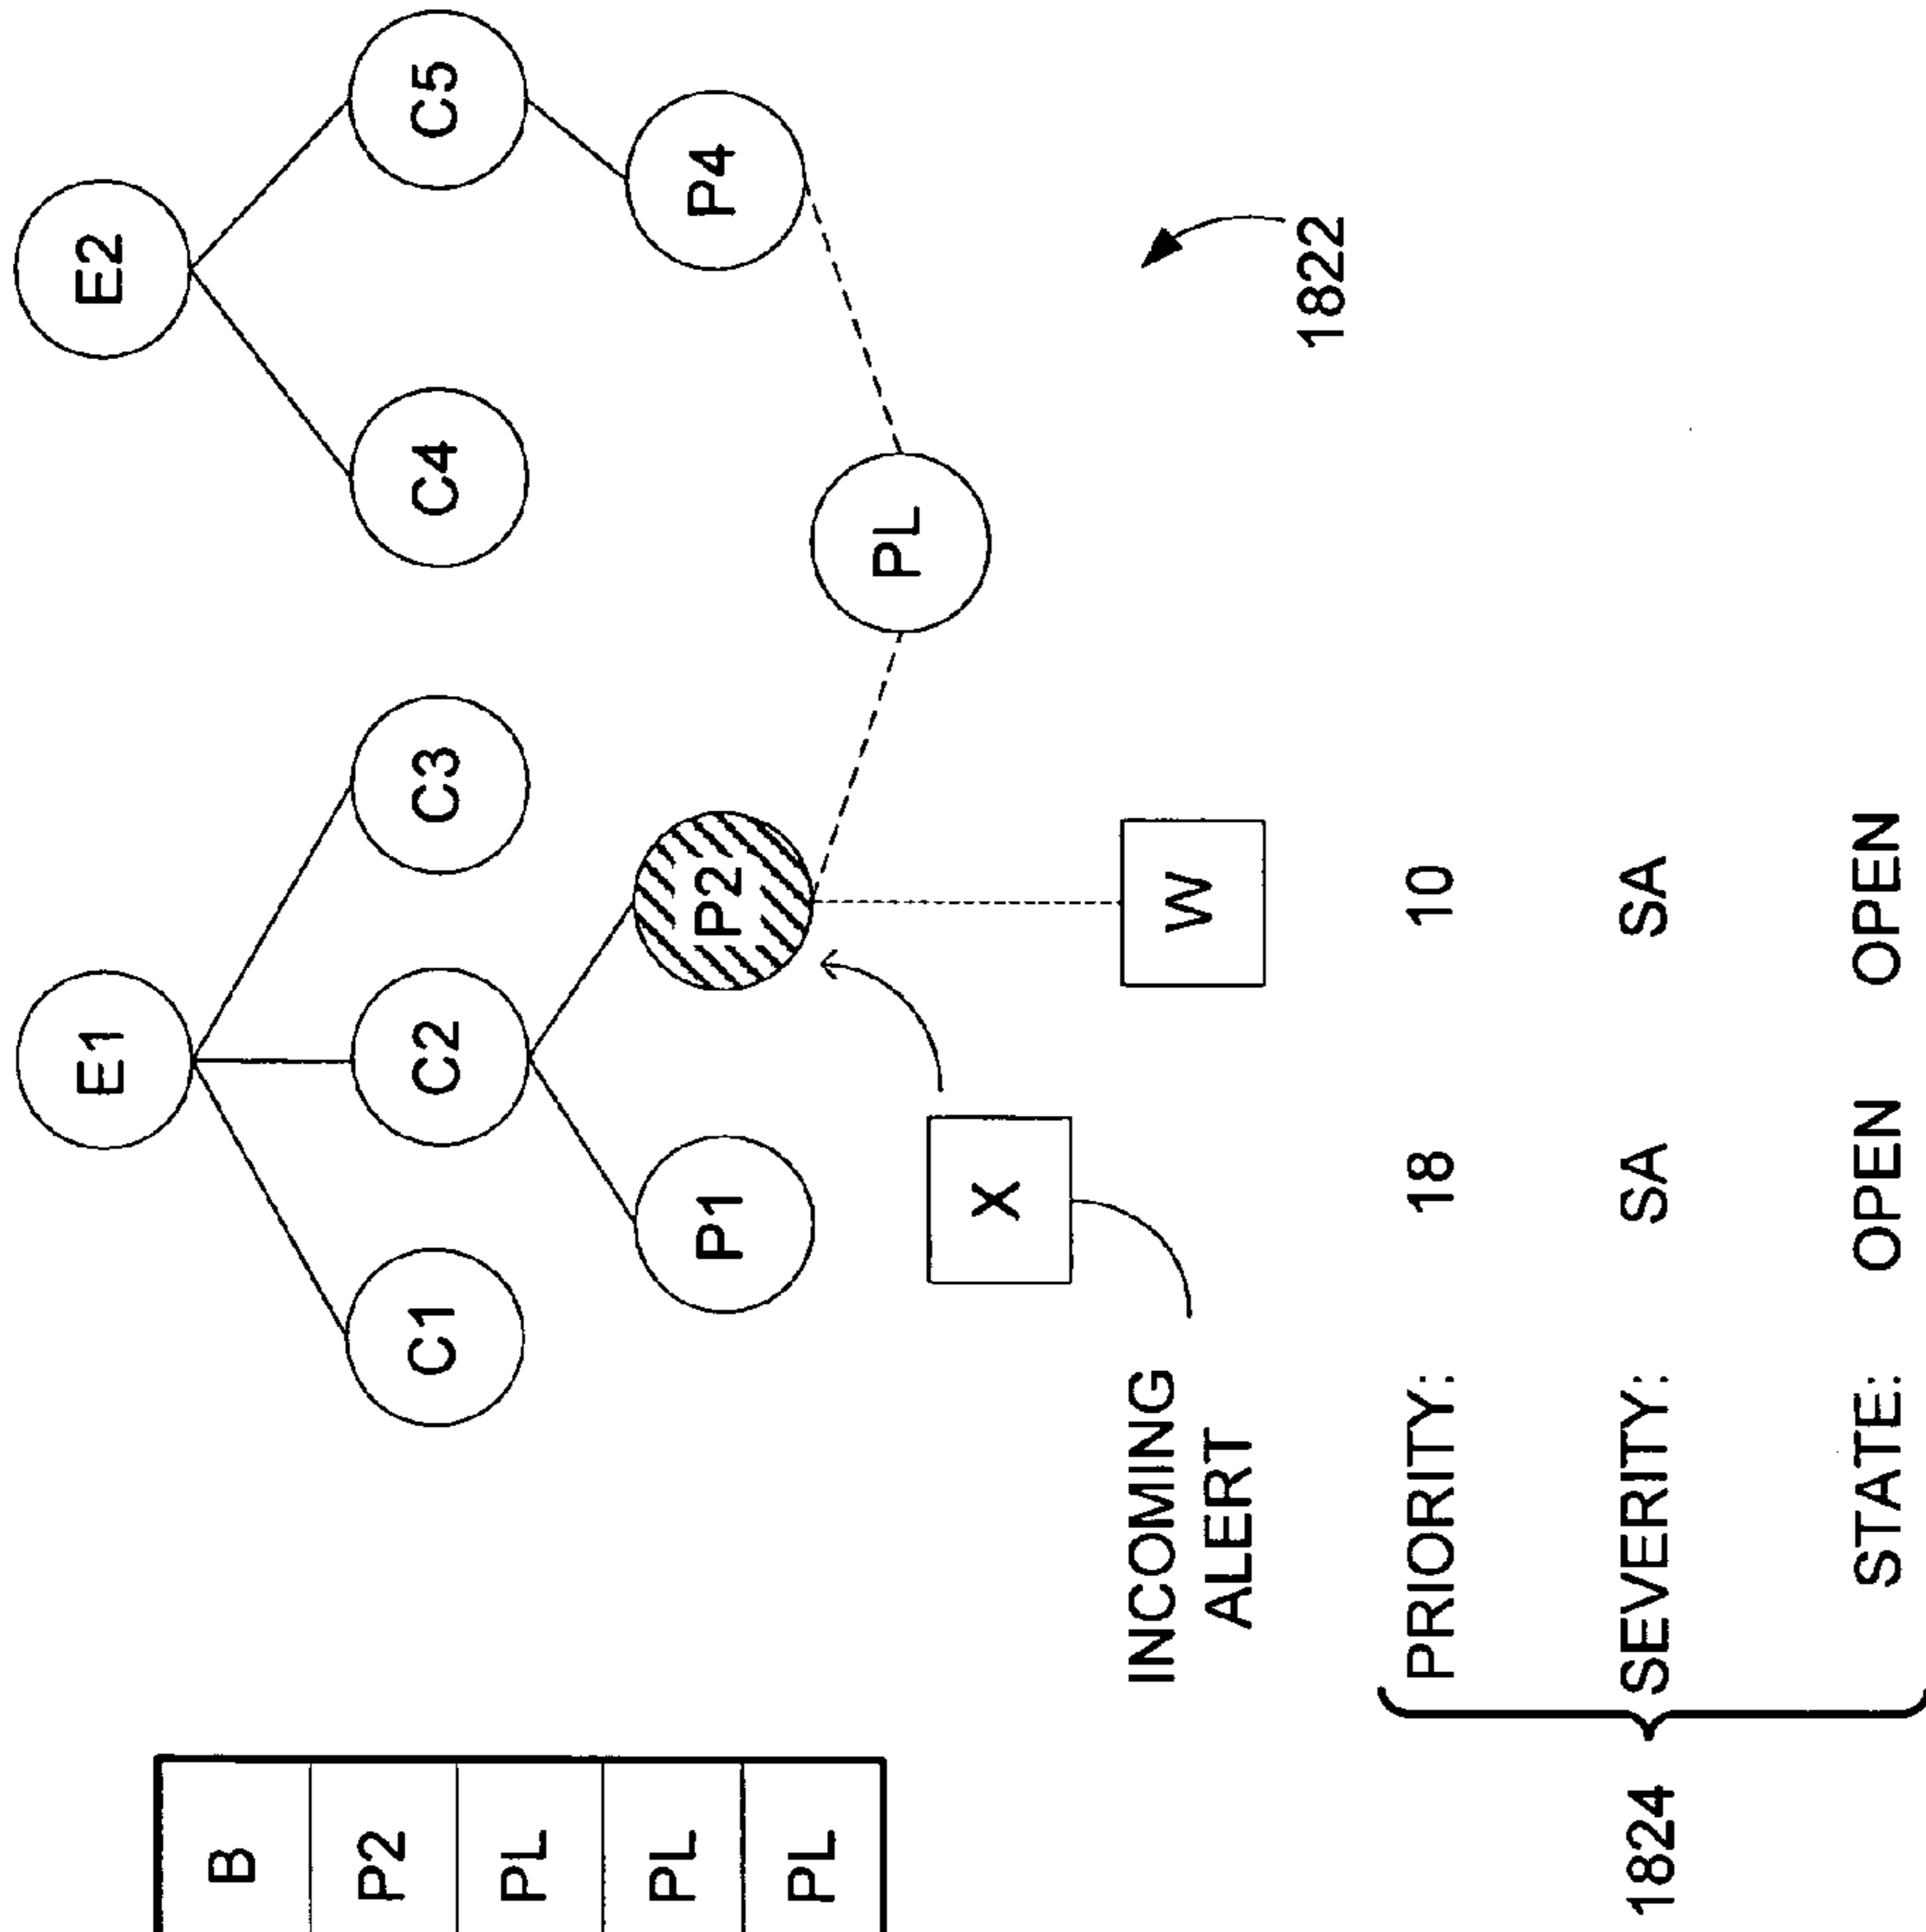 E1
E2
C1
C2
C3
C4
C5
P1
P2
P4
PL
X
W
INCOMING
ALERT
1822
PRIORITY: 18 10
1824 SEVERITY: SA SA
STATE: OPEN OPEN
B
P2
PL
PL
PL